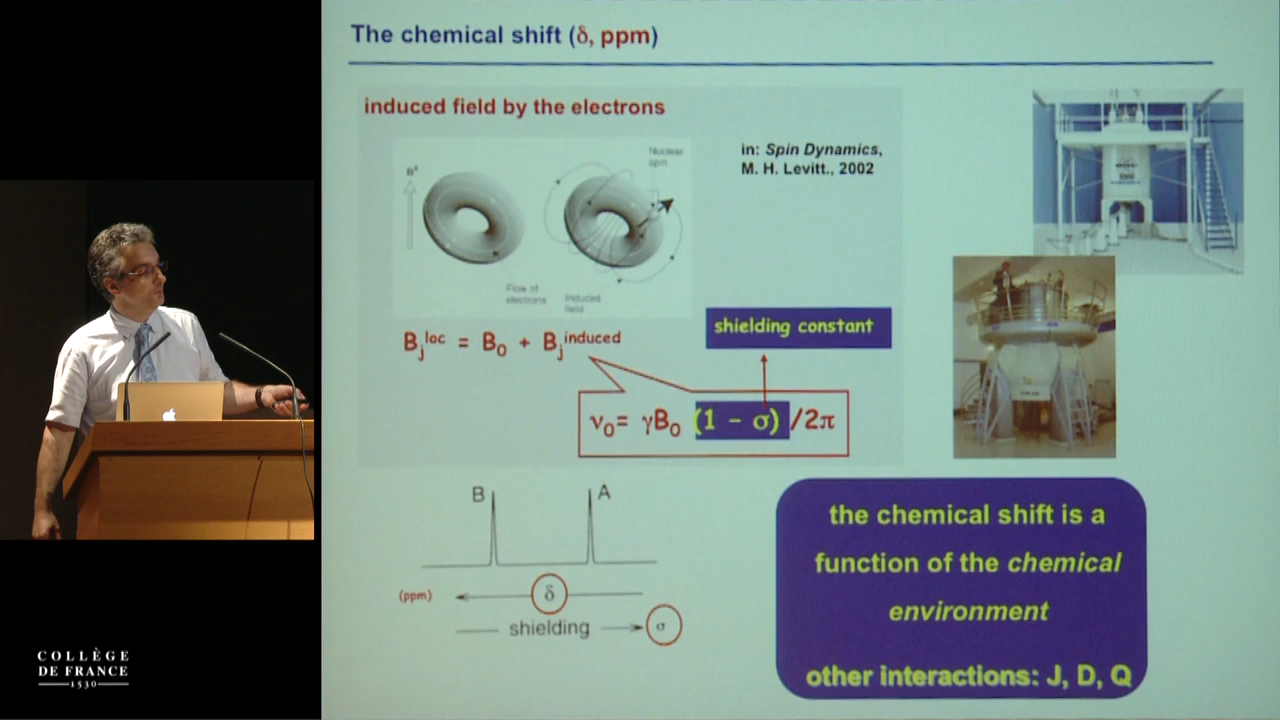 The chemical shift (δ, ppm)
induced field by the electrons
in: Spin Dynamics,
M. H. Levitt., 2002
B⁰
Nuclear
spin
Flow of
electrons
Induced
field
shielding constant
Bⱼˡᵒᶜ = B₀ + Bⱼⁱⁿᵈᵘᶜᵉᵈ
ν₀= γB₀ (1 - σ) /2π
B
A
(ppm)
δ
shielding
σ
the chemical shift is a
function of the chemical
environment
other interactions: J, D, Q
1000
COLLÈGE
DE FRANCE
1530